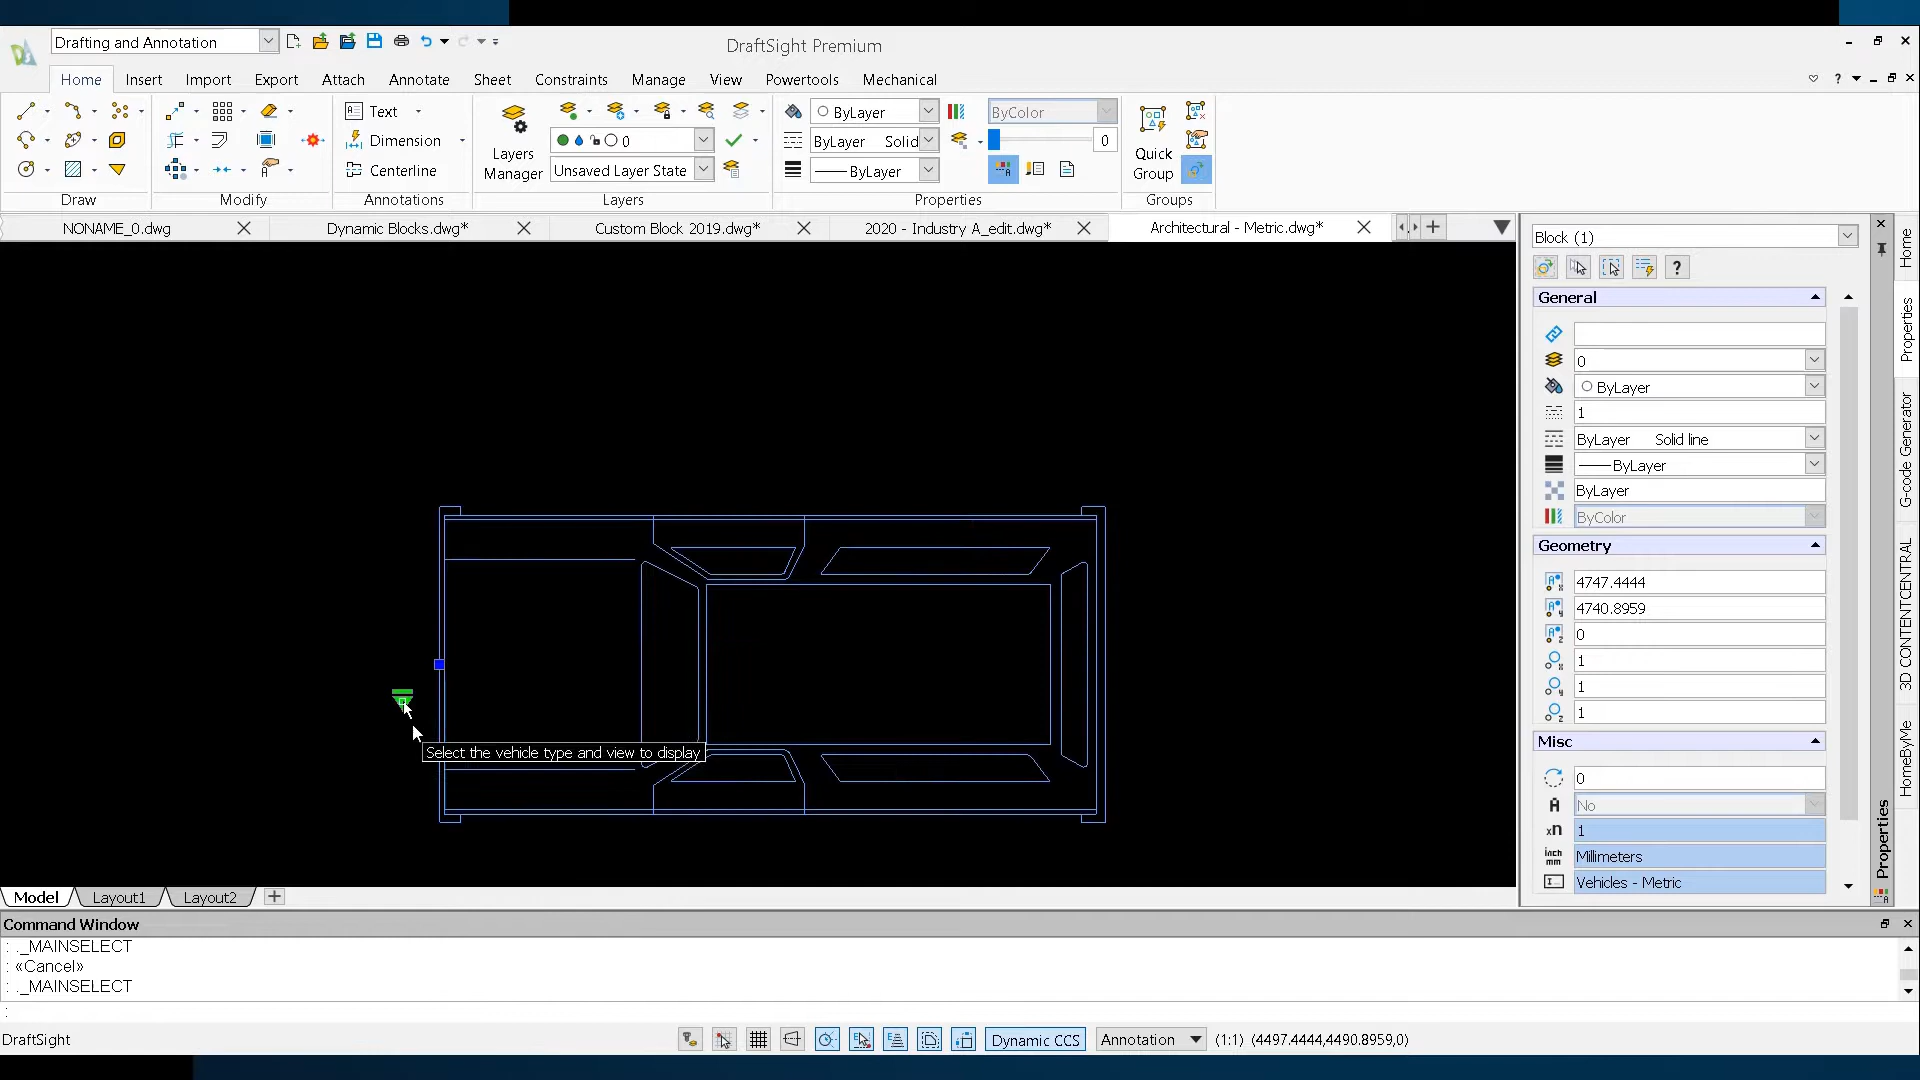 Drafting and Annotation
DraftSight Premium
Home Insert Import Export Attach Annotate Sheet Constraints Manage View Powertools Mechanical
Text
Dimension
Centerline
Layers Manager
0
Unsaved Layer State
ByLayer
ByLayer Solid
ByLayer
ByColor
0
Quick Group
Draw Modify Annotations Layers Properties Groups
NONAME_0.dwg Dynamic Blocks.dwg* Custom Block 2019.dwg* 2020 - Industry A_edit.dwg* Architectural - Metric.dwg*
Block (1)
General
0
ByLayer
1
ByLayer Solid line
ByLayer
ByLayer
ByColor
Geometry
4747.4444
4740.8959
0
1
1
1
Misc
0
No
1
Millimeters
Vehicles - Metric
Home
Properties
G-code Generator
3D CONTENTCENTRAL
HomeByMe
Properties
Select the vehicle type and view to display
Model Layout1 Layout2
Command Window
: ._MAINSELECT
: «Cancel»
: ._MAINSELECT
:
DraftSight
Dynamic CCS
Annotation
(1:1) (4497.4444,4490.8959,0)